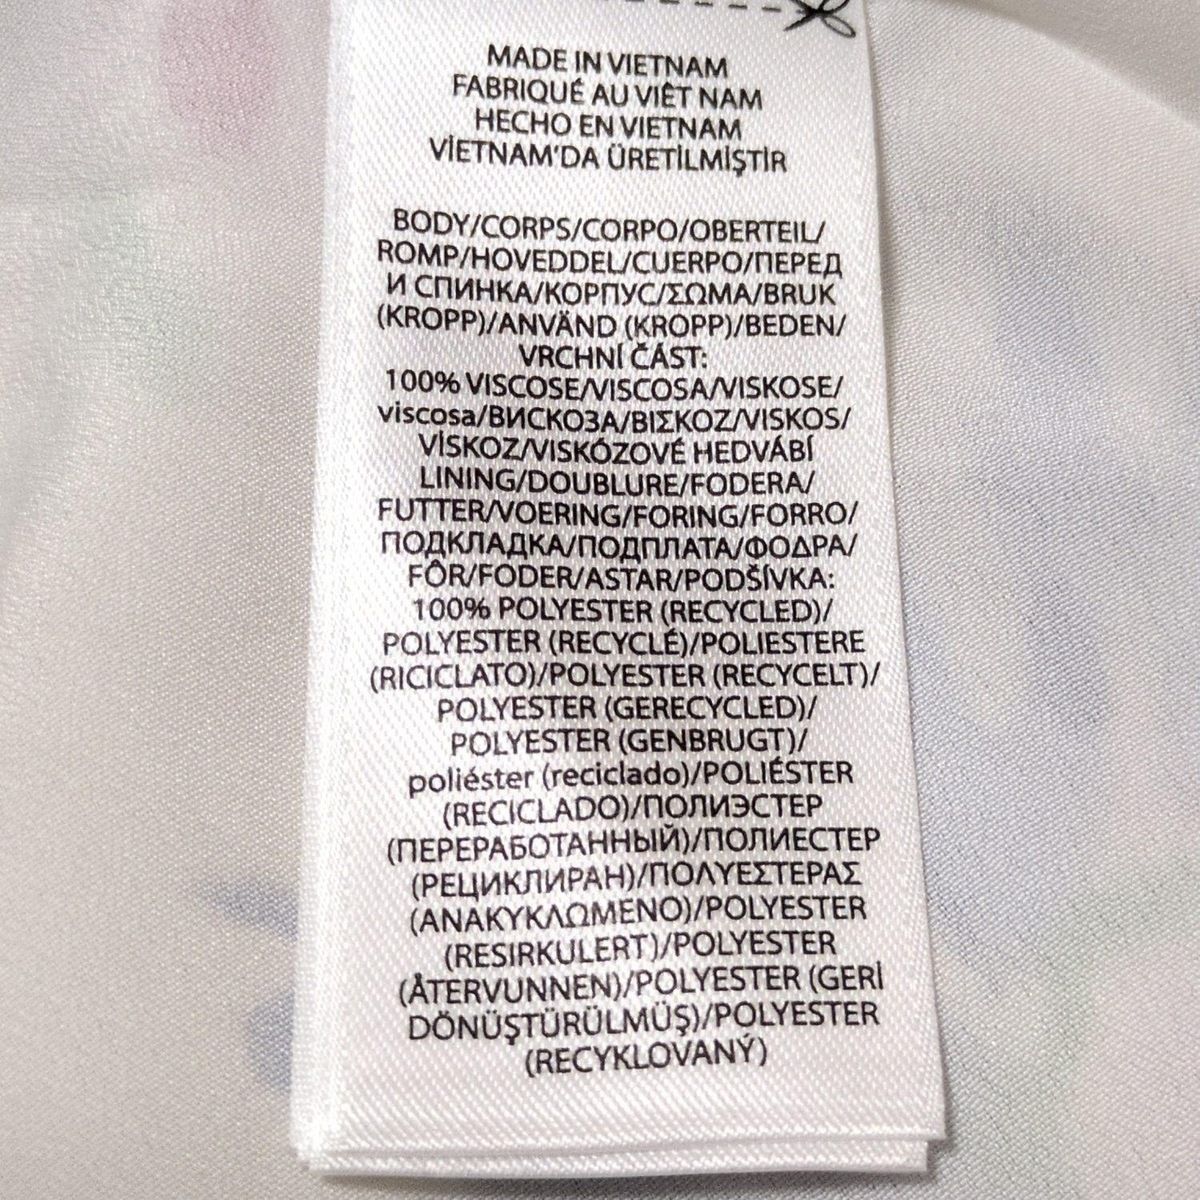 MADE IN VIETNAM
FABRIQUÉ AU VIÊT NAM
HECHO EN VIETNAM
VİETNAM'DA ÜRETİLMİŞTİR
BODY/CORPS/CORPO/OBERTEIL/
ROMP/HOVEDDEL/CUERPO/ПЕРЕД
И СПИНКА/КОРПУС/ΣΩΜΑ/BRUK
(KROPP)/ANVÄND (KROPP)/BEDEN/
VRCHNÍ ČÁST:
100% VISCOSE/VISCOSA/VISKOSE/
viscosa/ВИСКОЗА/ΒΙΣΚΟΖ/VISKOS/
VİSKOZ/VISKÓZOVÉ HEDVÁBÍ
LINING/DOUBLURE/FODERA/
FUTTER/VOERING/FORING/FORRO/
ПОДКЛАДКА/ПОДПЛАТА/ΦΟΔΡΑ/
FÔR/FODER/ASTAR/PODŠÍVKA:
100% POLYESTER (RECYCLED)/
POLYESTER (RECYCLÉ)/POLIESTERE
(RICICLATO)/POLYESTER (RECYCELT)/
POLYESTER (GERECYCLED)/
POLYESTER (GENBRUGT)/
poliéster (reciclado)/POLIÉSTER
(RECICLADO)/ПОЛИЭСТЕР
(ПЕРЕРАБОТАННЫЙ)/ПОЛИЕСТЕР
(РЕЦИКЛИРАН)/ΠΟΛΥΕΣΤΕΡΑΣ
(ΑΝΑΚΥΚΛΩΜΕΝΟ)/POLYESTER
(RESIRKULERT)/POLYESTER
(ÅTERVUNNEN)/POLYESTER (GERİ
DÖNÜŞTÜRÜLMÜŞ)/POLYESTER
(RECYKLOVANÝ)